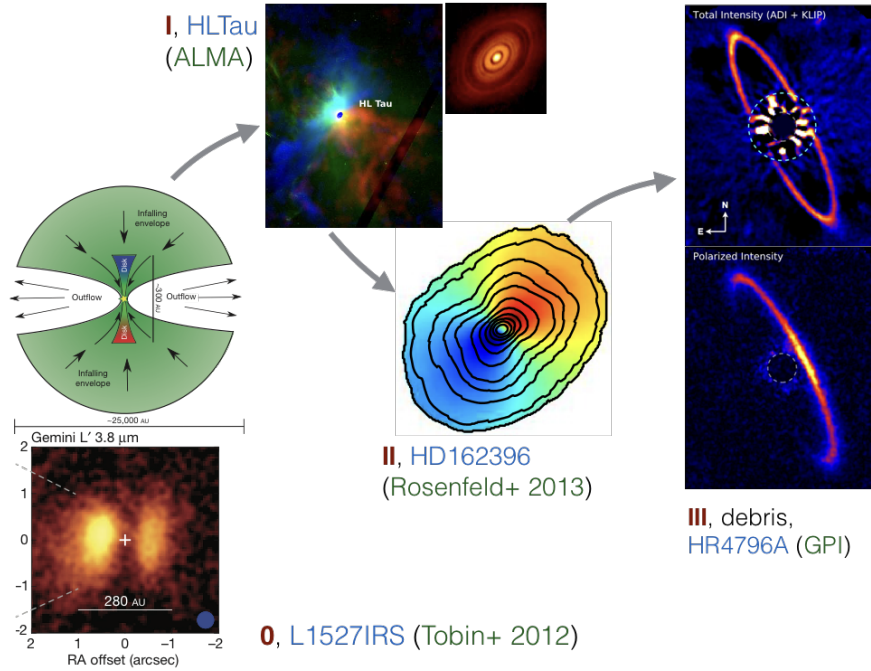 I, HLTau
(ALMA)
HL Tau
Total Intensity (ADI + KLIP)
N
E
Polarized Intensity
Infalling
envelope
Disk
Outflow
Outflow
~300 AU
Disk
Infalling
envelope
~25,000 AU
Gemini L′ 3.8 μm
2
1
0
-1
-2
280 AU
2 1 0 −1 −2
RA offset (arcsec)
II, HD162396
(Rosenfeld+ 2013)
III, debris,
HR4796A (GPI)
0, L1527IRS (Tobin+ 2012)